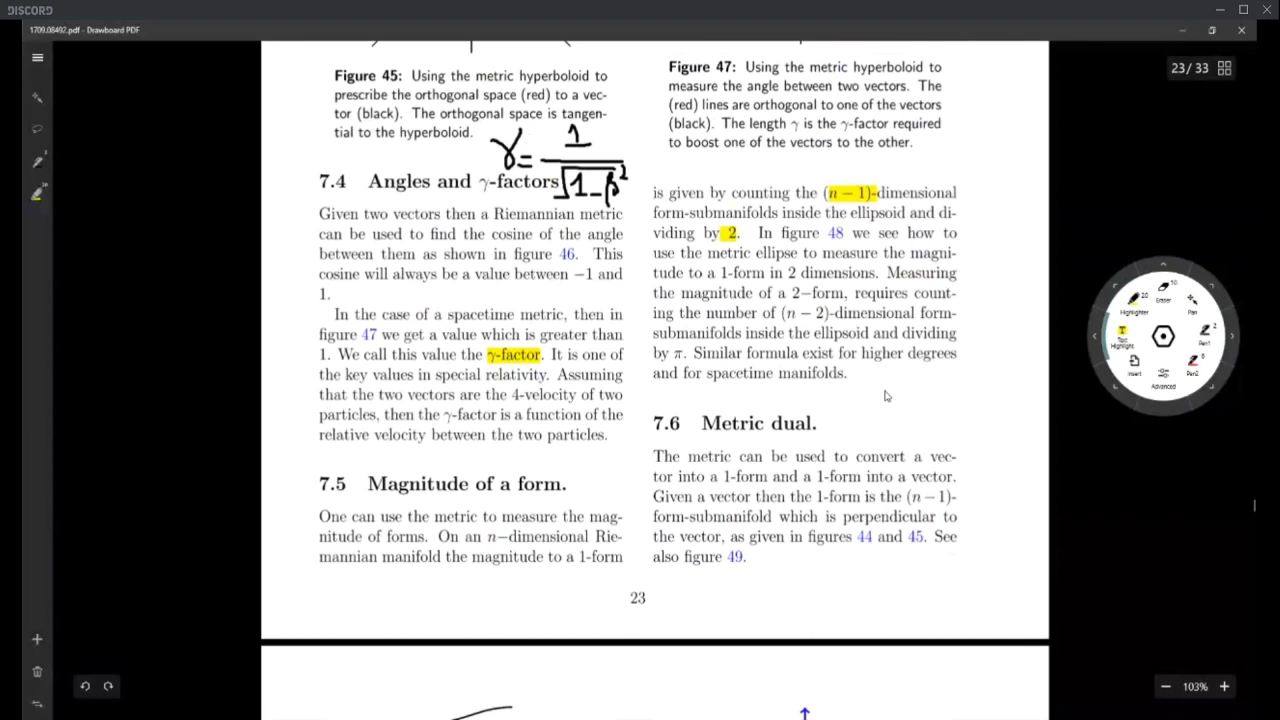 DISCORD
1709.08492.pdf - Drawboard PDF
23/33
Figure 45: Using the metric hyperboloid to
prescribe the orthogonal space (red) to a vec-
tor (black). The orthogonal space is tangen-
tial to the hyperboloid.
γ = 1/√1-β²
7.4 Angles and γ-factors
Given two vectors then a Riemannian metric
can be used to find the cosine of the angle
between them as shown in figure 46. This
cosine will always be a value between −1 and
1.
In the case of a spacetime metric, then in
figure 47 we get a value which is greater than
1. We call this value the γ-factor. It is one of
the key values in special relativity. Assuming
that the two vectors are the 4-velocity of two
particles, then the γ-factor is a function of the
relative velocity between the two particles.
7.5 Magnitude of a form.
One can use the metric to measure the mag-
nitude of forms. On an n−dimensional Rie-
mannian manifold the magnitude to a 1-form
Figure 47: Using the metric hyperboloid to
measure the angle between two vectors. The
(red) lines are orthogonal to one of the vectors
(black). The length γ is the γ-factor required
to boost one of the vectors to the other.
is given by counting the (n − 1)-dimensional
form-submanifolds inside the ellipsoid and di-
viding by 2. In figure 48 we see how to
use the metric ellipse to measure the magni-
tude to a 1-form in 2 dimensions. Measuring
the magnitude of a 2−form, requires count-
ing the number of (n − 2)-dimensional form-
submanifolds inside the ellipsoid and dividing
by π. Similar formula exist for higher degrees
and for spacetime manifolds.
7.6 Metric dual.
The metric can be used to convert a vec-
tor into a 1-form and a 1-form into a vector.
Given a vector then the 1-form is the (n − 1)-
form-submanifold which is perpendicular to
the vector, as given in figures 44 and 45. See
also figure 49.
23
Highlighter
Eraser
Pan
Text Highlight
Pen1
Insert
Advanced
Pen2
103%